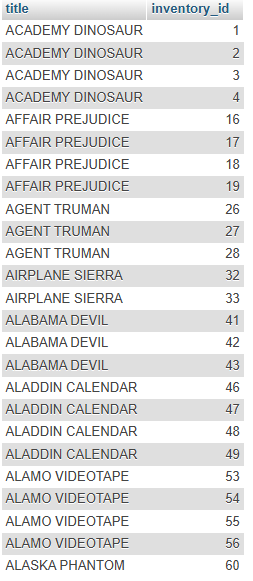 title inventory_id
ACADEMY DINOSAUR 1
ACADEMY DINOSAUR 2
ACADEMY DINOSAUR 3
ACADEMY DINOSAUR 4
AFFAIR PREJUDICE 16
AFFAIR PREJUDICE 17
AFFAIR PREJUDICE 18
AFFAIR PREJUDICE 19
AGENT TRUMAN 26
AGENT TRUMAN 27
AGENT TRUMAN 28
AIRPLANE SIERRA 32
AIRPLANE SIERRA 33
ALABAMA DEVIL 41
ALABAMA DEVIL 42
ALABAMA DEVIL 43
ALADDIN CALENDAR 46
ALADDIN CALENDAR 47
ALADDIN CALENDAR 48
ALADDIN CALENDAR 49
ALAMO VIDEOTAPE 53
ALAMO VIDEOTAPE 54
ALAMO VIDEOTAPE 55
ALAMO VIDEOTAPE 56
ALASKA PHANTOM 60